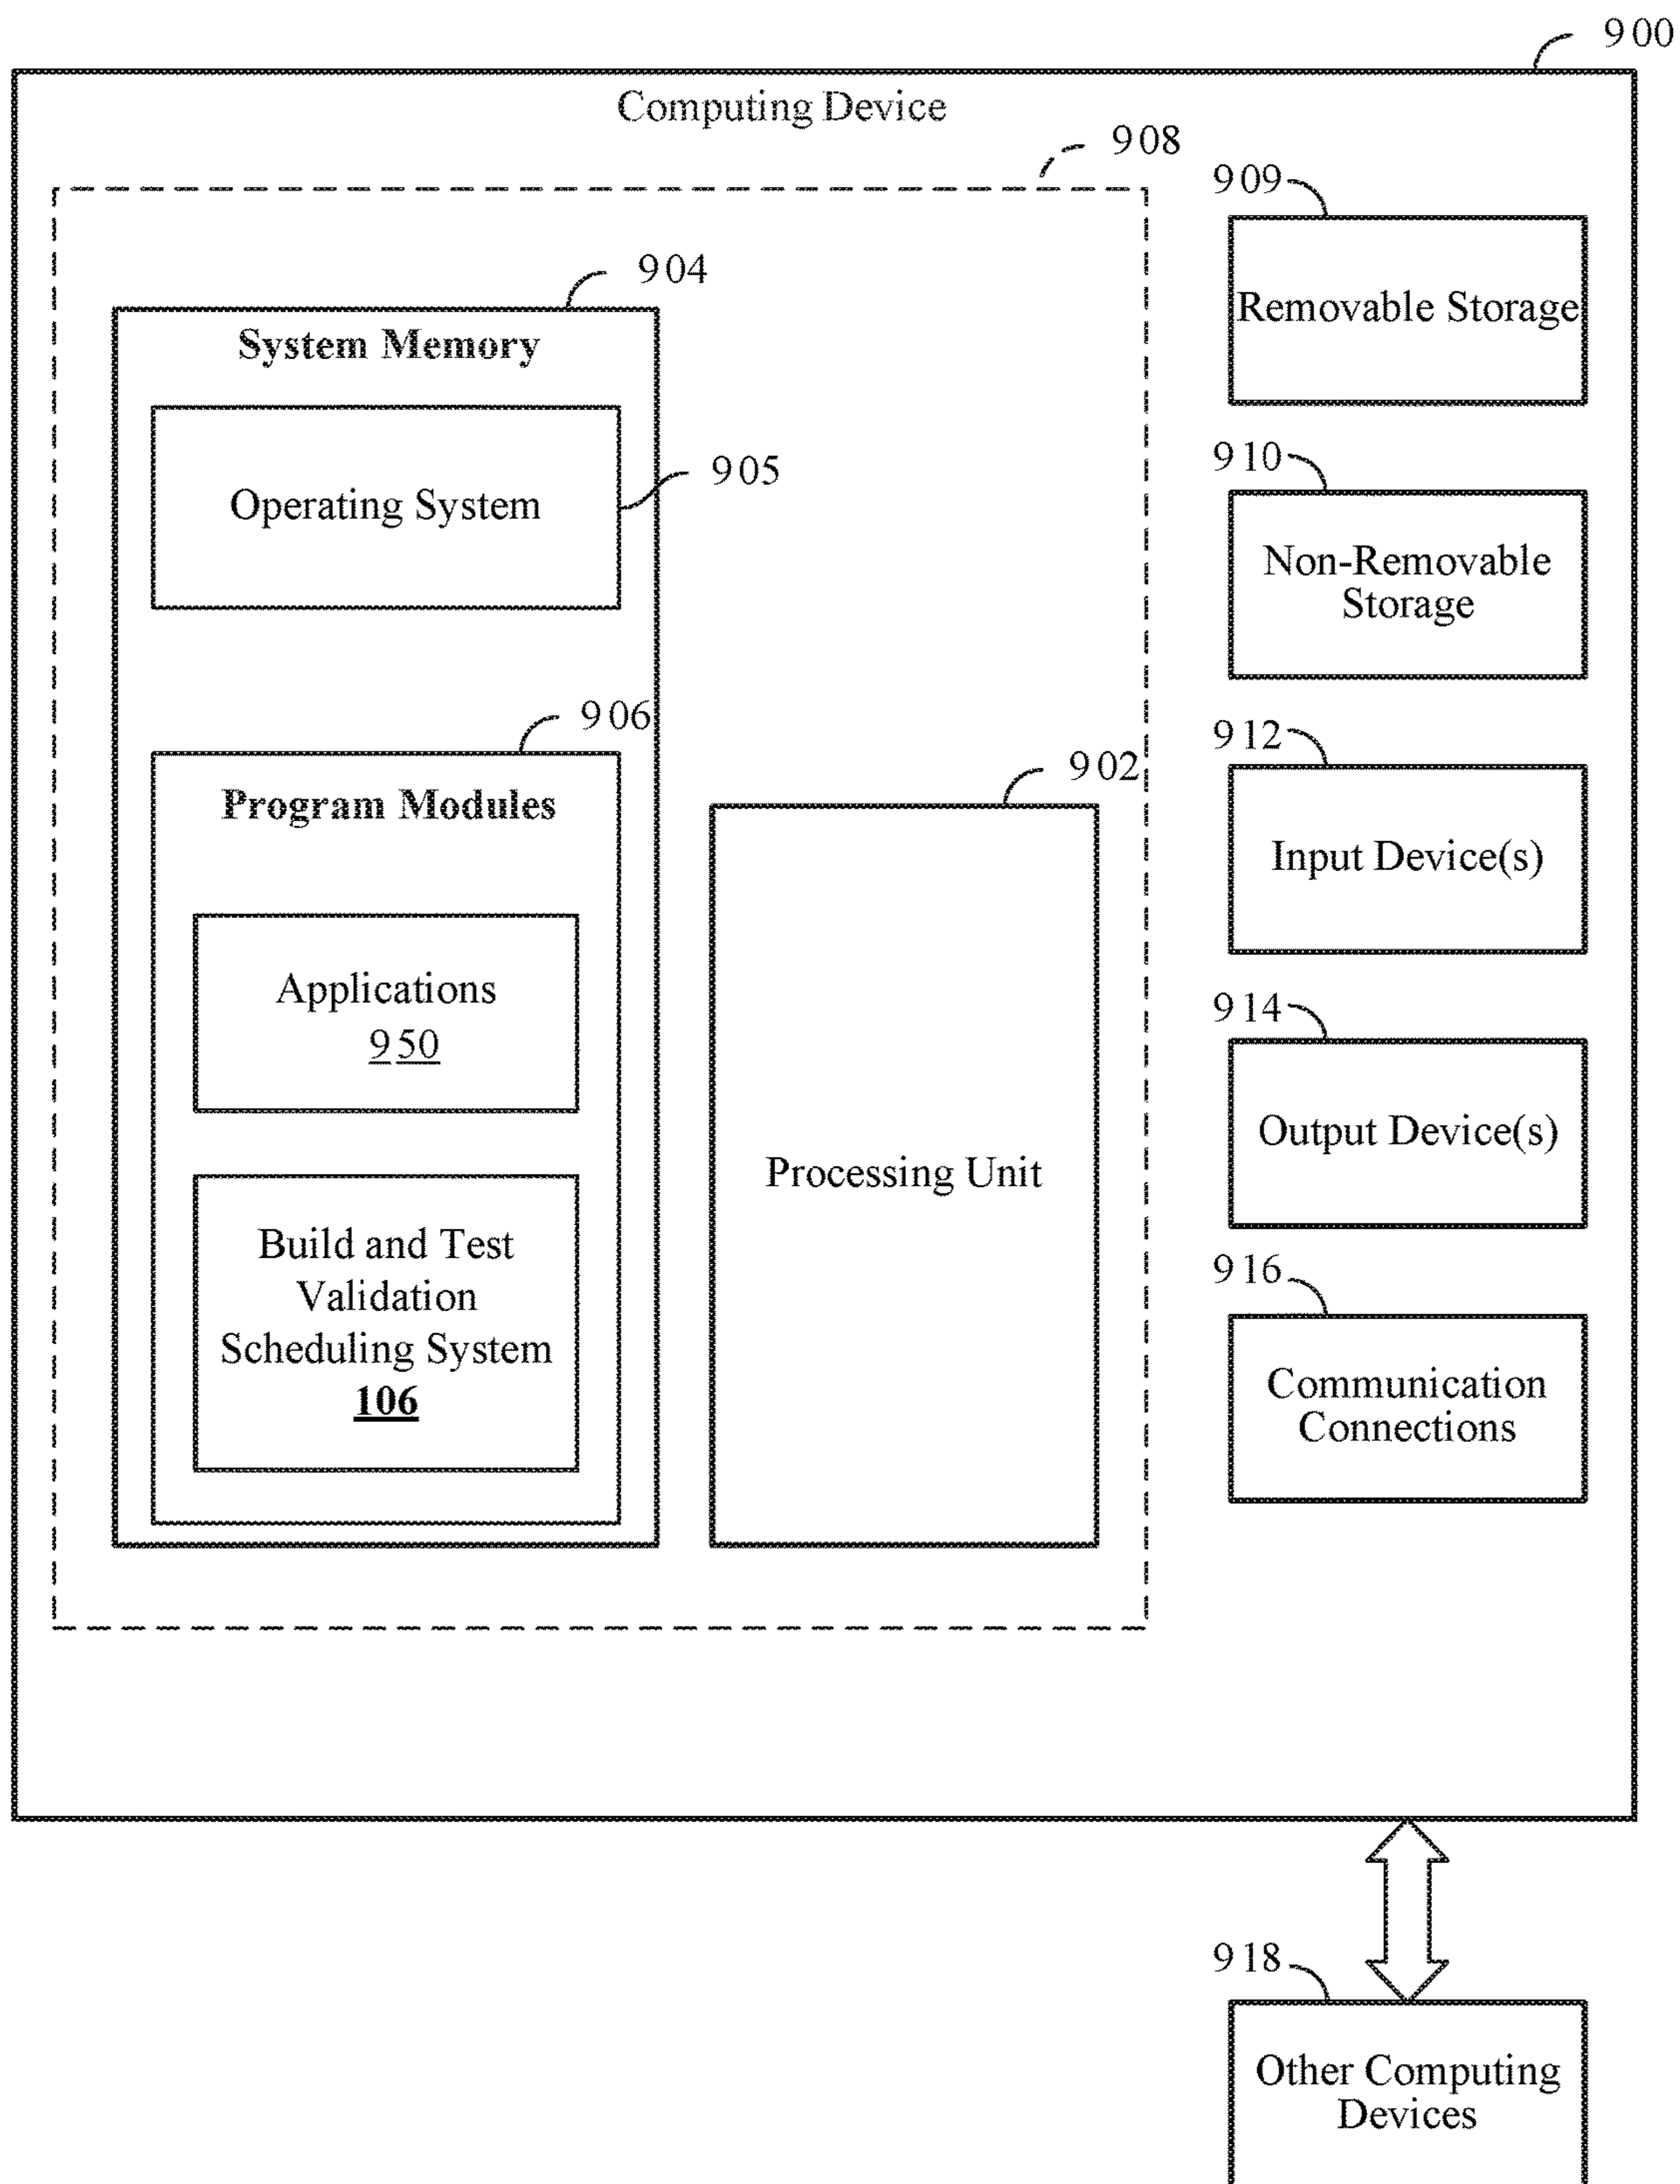 900
Computing Device
908
909
Removable Storage
904
System Memory
Operating System
905
910
Non-Removable
Storage
906
Program Modules
902
912
Input Device(s)
Applications
950
914
Output Device(s)
Processing Unit
Build and Test
Validation
Scheduling System
106
916
Communication
Connections
918
Other Computing
Devices